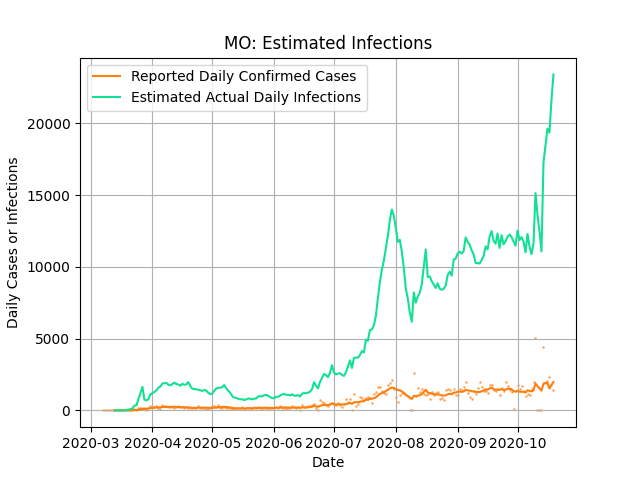 MO: Estimated Infections
Reported Daily Confirmed Cases
Estimated Actual Daily Infections
Daily Cases or Infections
20000
15000
10000
5000
0
2020-03 2020-04 2020-05 2020-06 2020-07 2020-08 2020-09 2020-10
Date